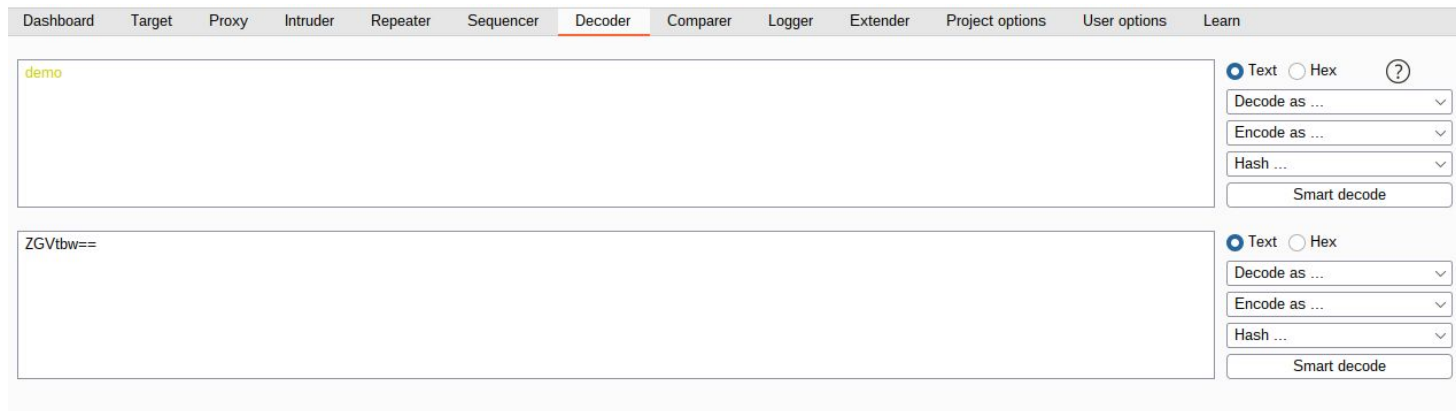 Dashboard Target Proxy Intruder Repeater Sequencer Decoder Comparer Logger Extender Project options User options Learn
demo
Text Hex ?
Decode as ...
Encode as ...
Hash ...
Smart decode
ZGVtbw==
Text Hex
Decode as ...
Encode as ...
Hash ...
Smart decode